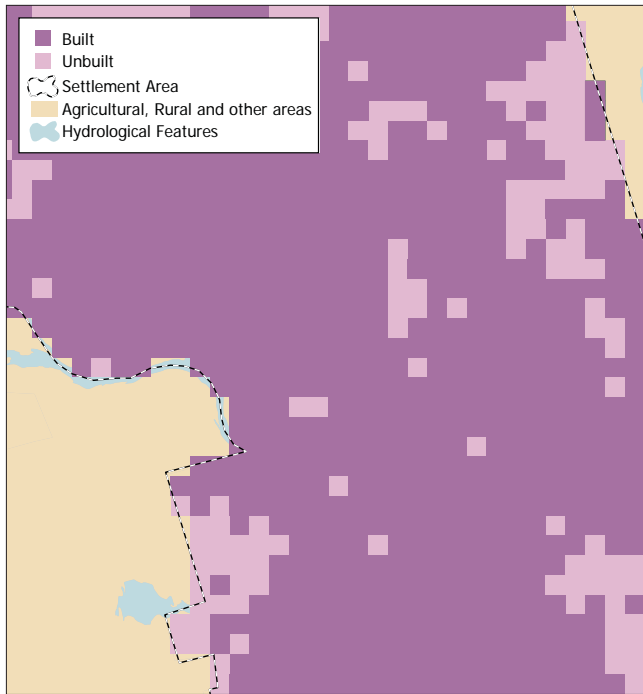 Built
Unbuilt
Settlement Area
Agricultural, Rural and other areas
Hydrological Features